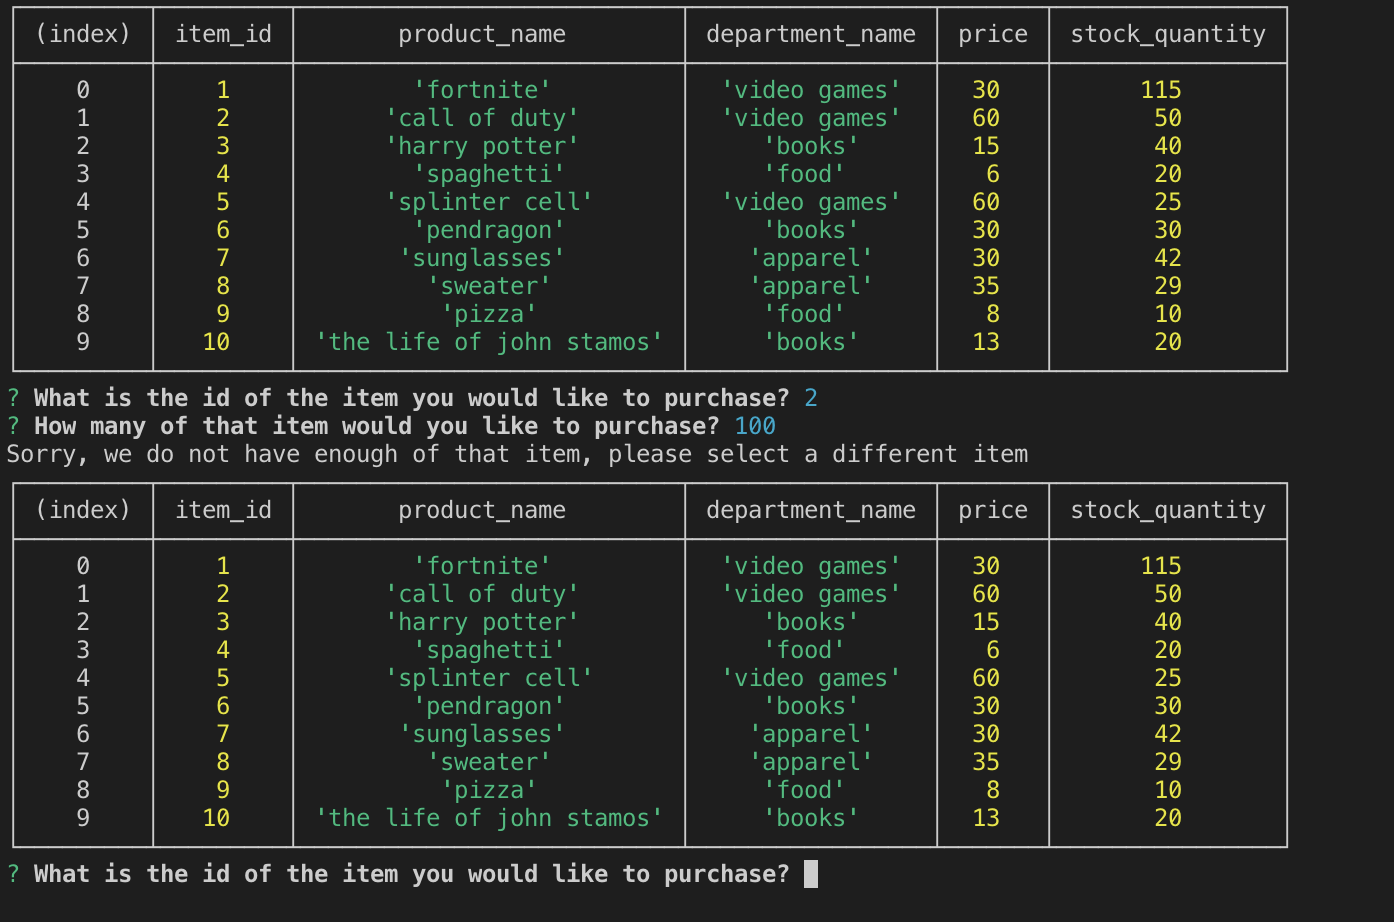 (index) item_id product_name department_name price stock_quantity
0 1 'fortnite' 'video games' 30 115
1 2 'call of duty' 'video games' 60 50
2 3 'harry potter' 'books' 15 40
3 4 'spaghetti' 'food' 6 20
4 5 'splinter cell' 'video games' 60 25
5 6 'pendragon' 'books' 30 30
6 7 'sunglasses' 'apparel' 30 42
7 8 'sweater' 'apparel' 35 29
8 9 'pizza' 'food' 8 10
9 10 'the life of john stamos' 'books' 13 20
? What is the id of the item you would like to purchase? 2
? How many of that item would you like to purchase? 100
Sorry, we do not have enough of that item, please select a different item
(index) item_id product_name department_name price stock_quantity
0 1 'fortnite' 'video games' 30 115
1 2 'call of duty' 'video games' 60 50
2 3 'harry potter' 'books' 15 40
3 4 'spaghetti' 'food' 6 20
4 5 'splinter cell' 'video games' 60 25
5 6 'pendragon' 'books' 30 30
6 7 'sunglasses' 'apparel' 30 42
7 8 'sweater' 'apparel' 35 29
8 9 'pizza' 'food' 8 10
9 10 'the life of john stamos' 'books' 13 20
? What is the id of the item you would like to purchase?